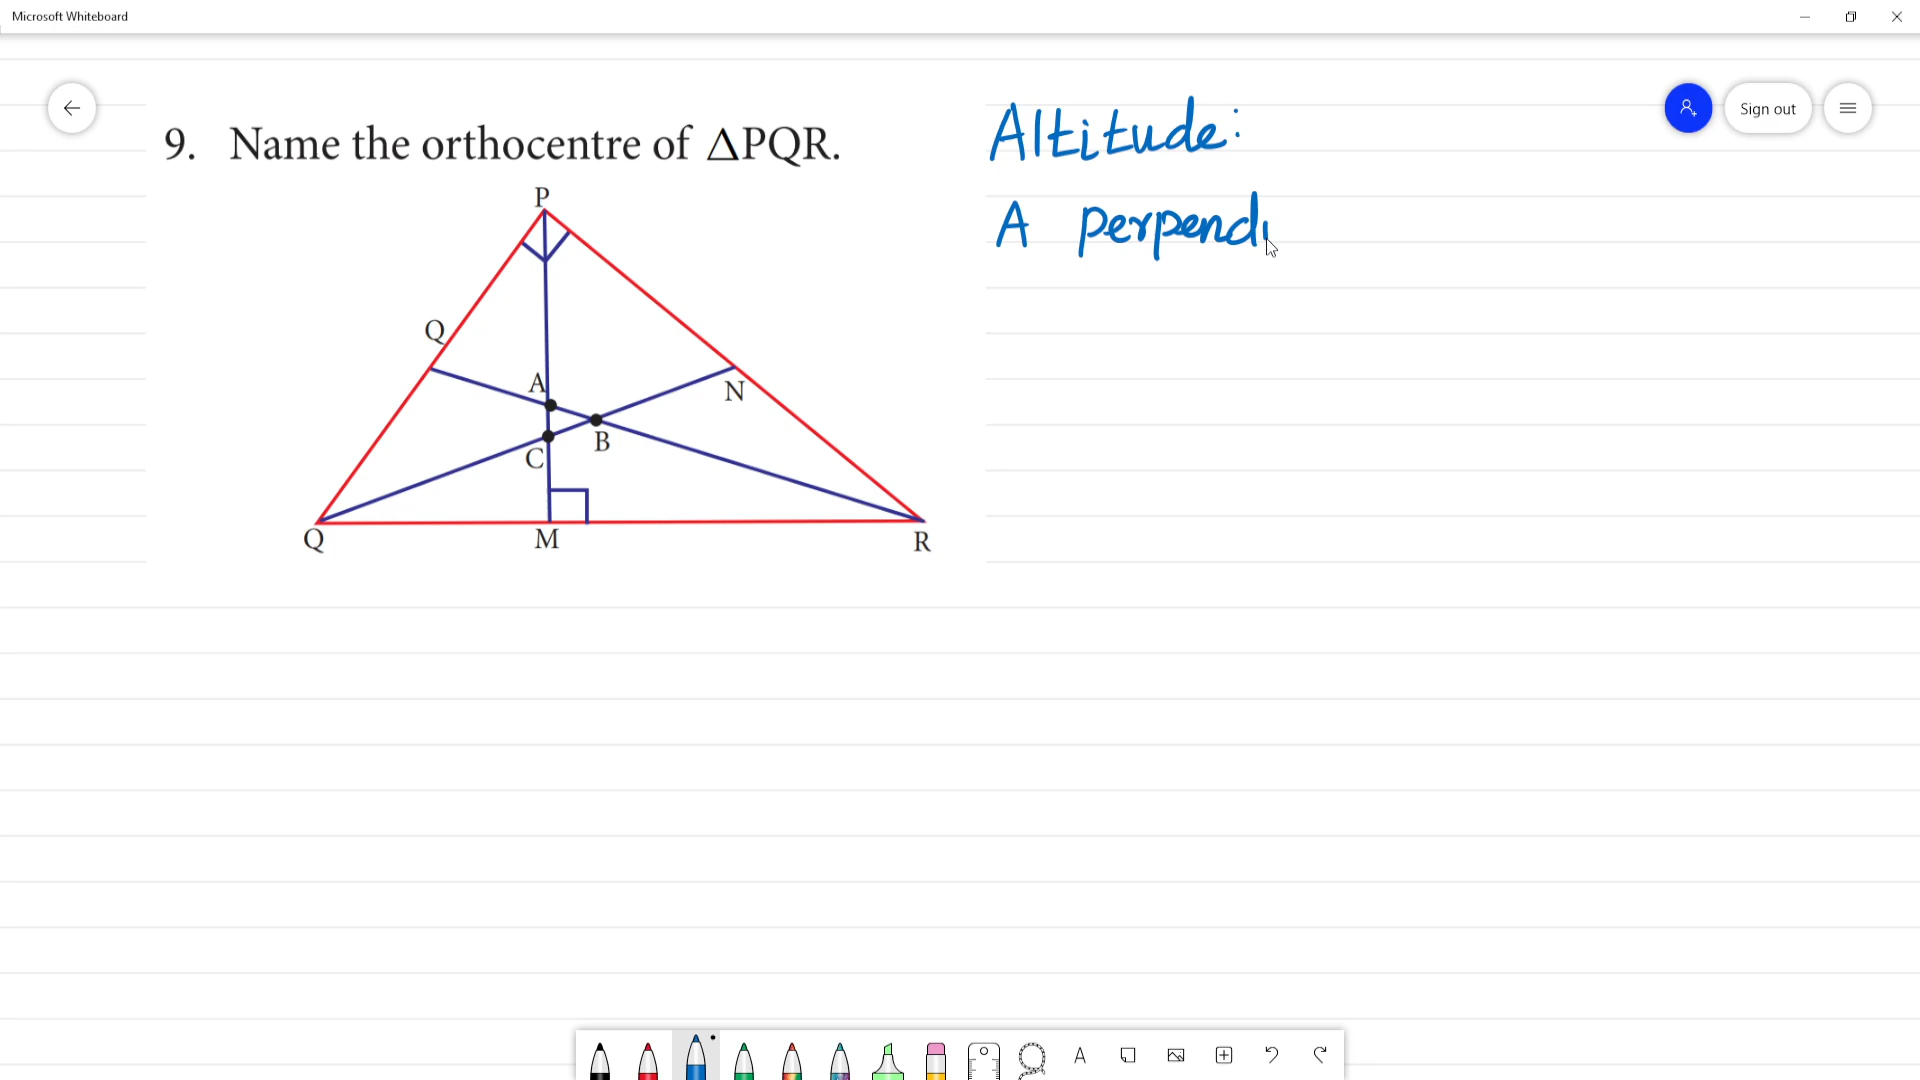 Microsoft Whiteboard
Sign out
9. Name the orthocentre of ΔPQR.
Altitude:
A perpendi
P
Q
A
N
B
C
Q
M
R
A